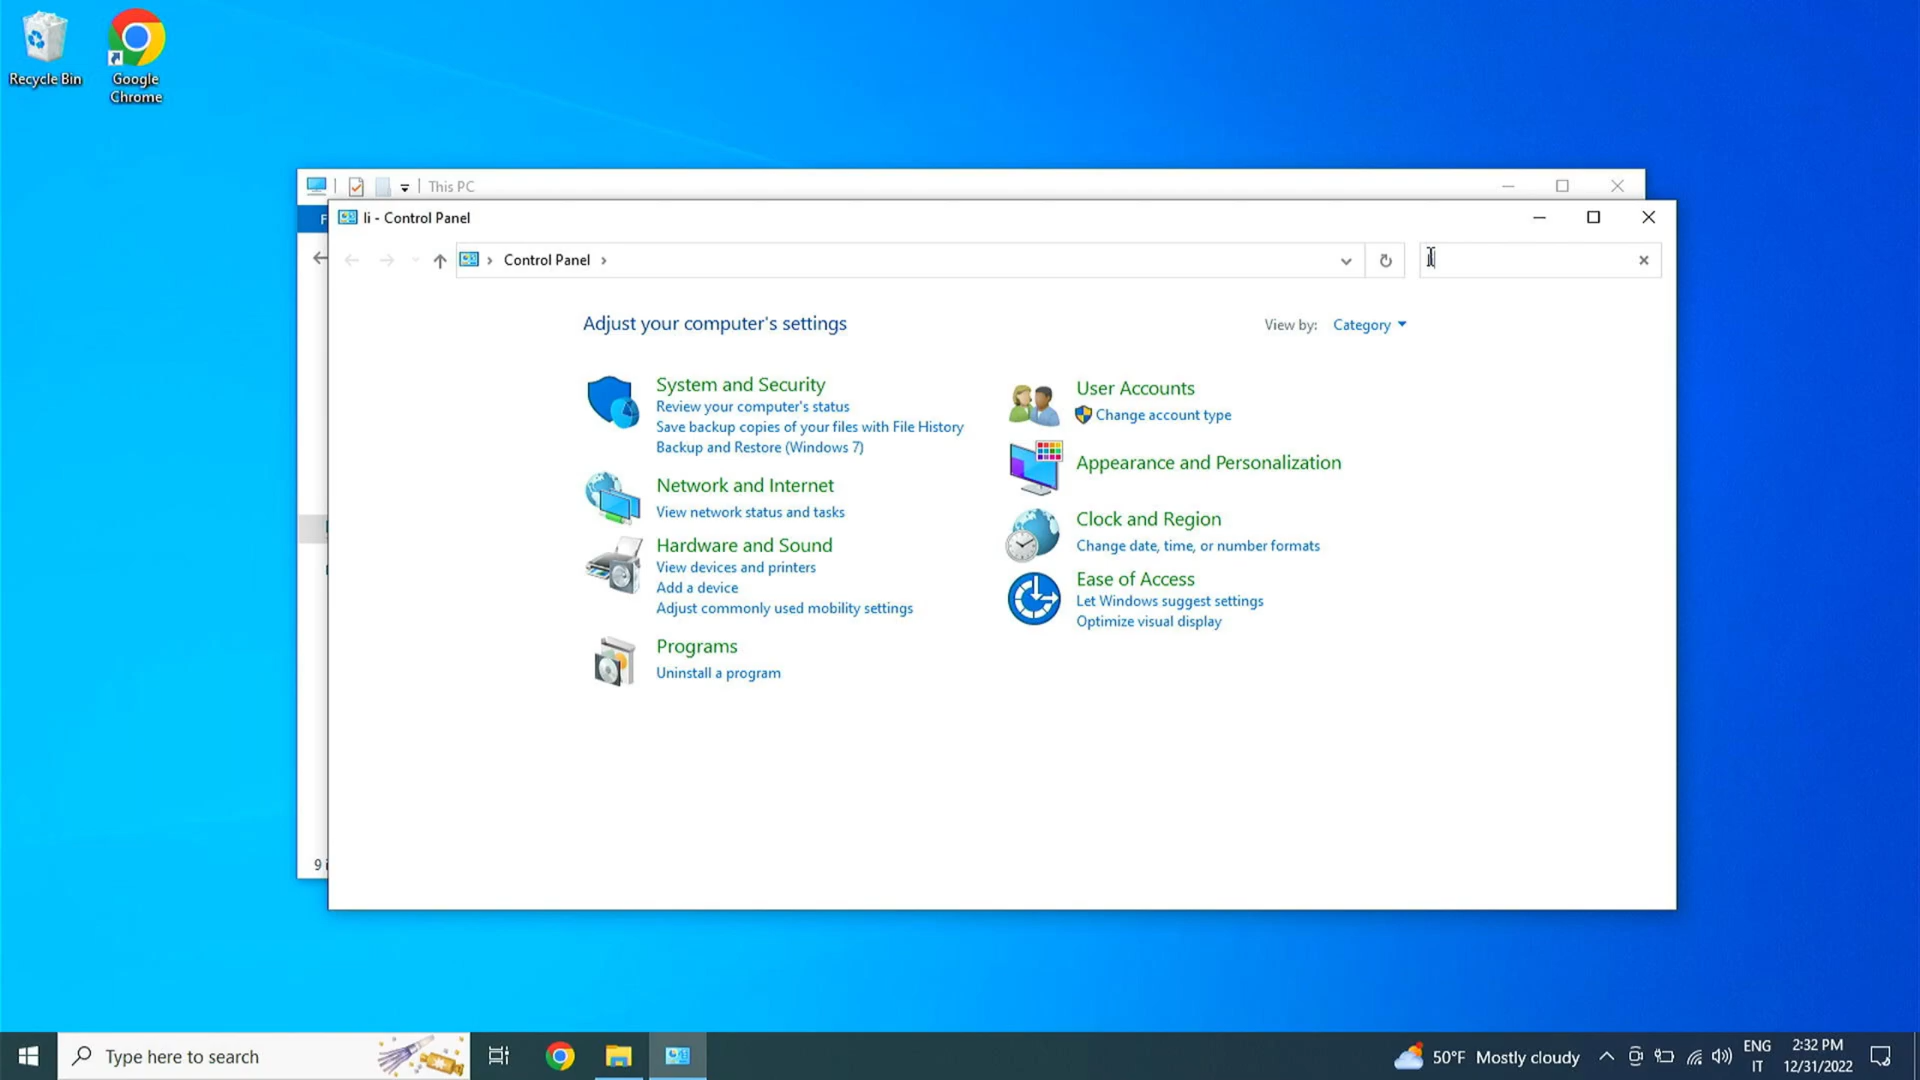 Recycle Bin
Google
Chrome
This PC
F
li - Control Panel
Control Panel
Adjust your computer's settings
View by: Category
System and Security
Review your computer's status
Save backup copies of your files with File History
Backup and Restore (Windows 7)
Network and Internet
View network status and tasks
Hardware and Sound
View devices and printers
Add a device
Adjust commonly used mobility settings
Programs
Uninstall a program
User Accounts
Change account type
Appearance and Personalization
Clock and Region
Change date, time, or number formats
Ease of Access
Let Windows suggest settings
Optimize visual display
9 i
Type here to search
50°F Mostly cloudy
ENG
IT
2:32 PM
12/31/2022